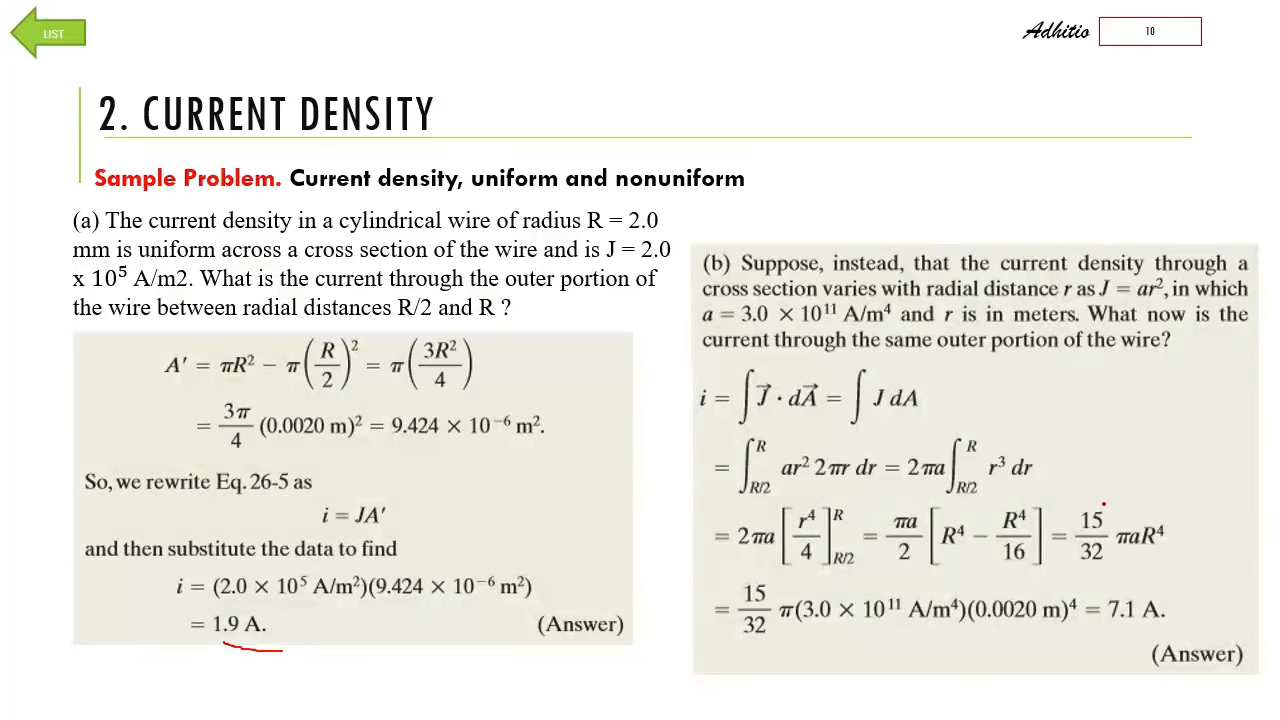 LIST
Adhitio
10
2. CURRENT DENSITY
Sample Problem. Current density, uniform and nonuniform
(a) The current density in a cylindrical wire of radius R = 2.0
mm is uniform across a cross section of the wire and is J = 2.0
x 10⁵ A/m2. What is the current through the outer portion of
the wire between radial distances R/2 and R ?
A′ = πR² − π(R/2)² = π(3R²/4)
= 3π/4 (0.0020 m)² = 9.424 × 10⁻⁶ m².
So, we rewrite Eq. 26-5 as
i = JA′
and then substitute the data to find
i = (2.0 × 10⁵ A/m²)(9.424 × 10⁻⁶ m²)
= 1.9 A. (Answer)
(b) Suppose, instead, that the current density through a
cross section varies with radial distance r as J = ar², in which
a = 3.0 × 10¹¹ A/m⁴ and r is in meters. What now is the
current through the same outer portion of the wire?
i = ∫ J⃗ · dA⃗ = ∫ J dA
= ∫_{R/2}^{R} ar² 2πr dr = 2πa ∫_{R/2}^{R} r³ dr
= 2πa [r⁴/4]_{R/2}^{R} = πa/2 [R⁴ − R⁴/16] = 15/32 πaR⁴
= 15/32 π(3.0 × 10¹¹ A/m⁴)(0.0020 m)⁴ = 7.1 A.
(Answer)